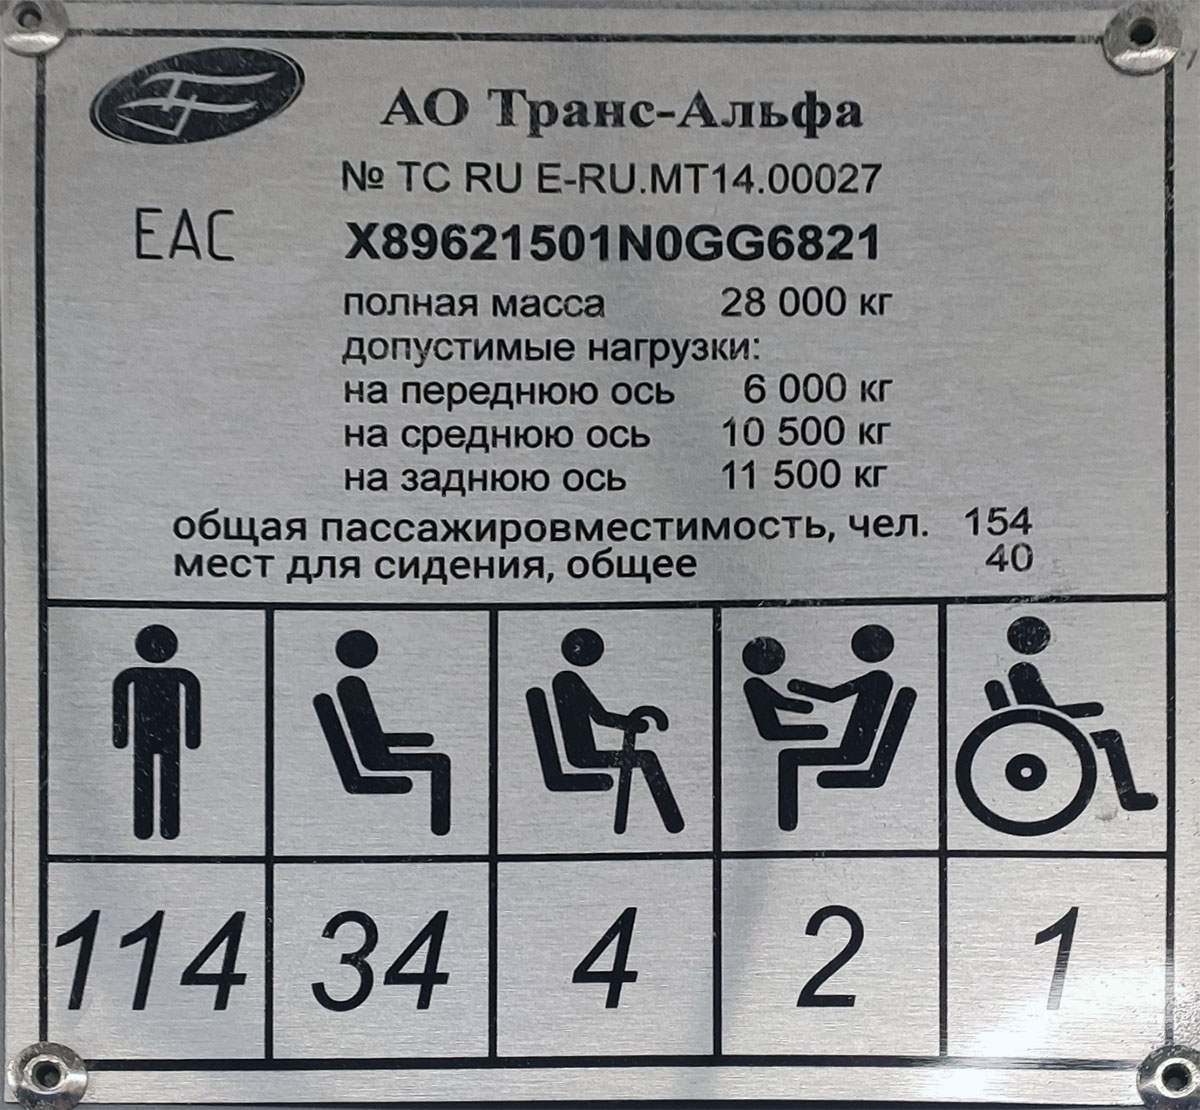 АО Транс-Альфа
№ ТС RU Е-RU.МТ14.00027
ЕАС
X89621501N0GG6821
полная масса 28 000 кг
допустимые нагрузки:
на переднюю ось 6 000 кг
на среднюю ось 10 500 кг
на заднюю ось 11 500 кг
общая пассажировместимость, чел. 154
мест для сидения, общее 40
114 34 4 2 1